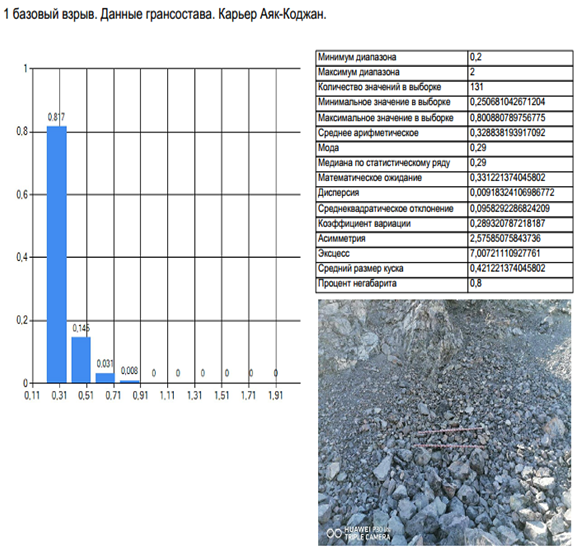 1 базовый взрыв. Данные грансостава. Карьер Аяк-Коджан.
1
0.8
0.6
0,4
0,2
0
0.817
0,145
0,031
0,008
0
0
0
0
0
0,11 0,31 0,51 0,71 0,91 1,11 1,31 1,51 1,71 1,91
Минимум диапазона 0,2
Максимум диапазона 2
Количество значений в выборке 131
Минимальное значение в выборке 0,250681042671204
Максимальное значение в выборке 0,800880789756775
Среднее арифметическое 0,328838193917092
Мода 0,29
Медиана по статистическому ряду 0,29
Математическое ожидание 0,331221374045802
Дисперсия 0,00918324106986772
Среднеквадратическое отклонение 0,0958292286824209
Коэффициент вариации 0,289320787218187
Асимметрия 2,57585075843736
Эксцесс 7,00721110927761
Средний размер куска 0,421221374045802
Процент негабарита 0,8
HUAWEI P30 lite
TRIPLE CAMERA